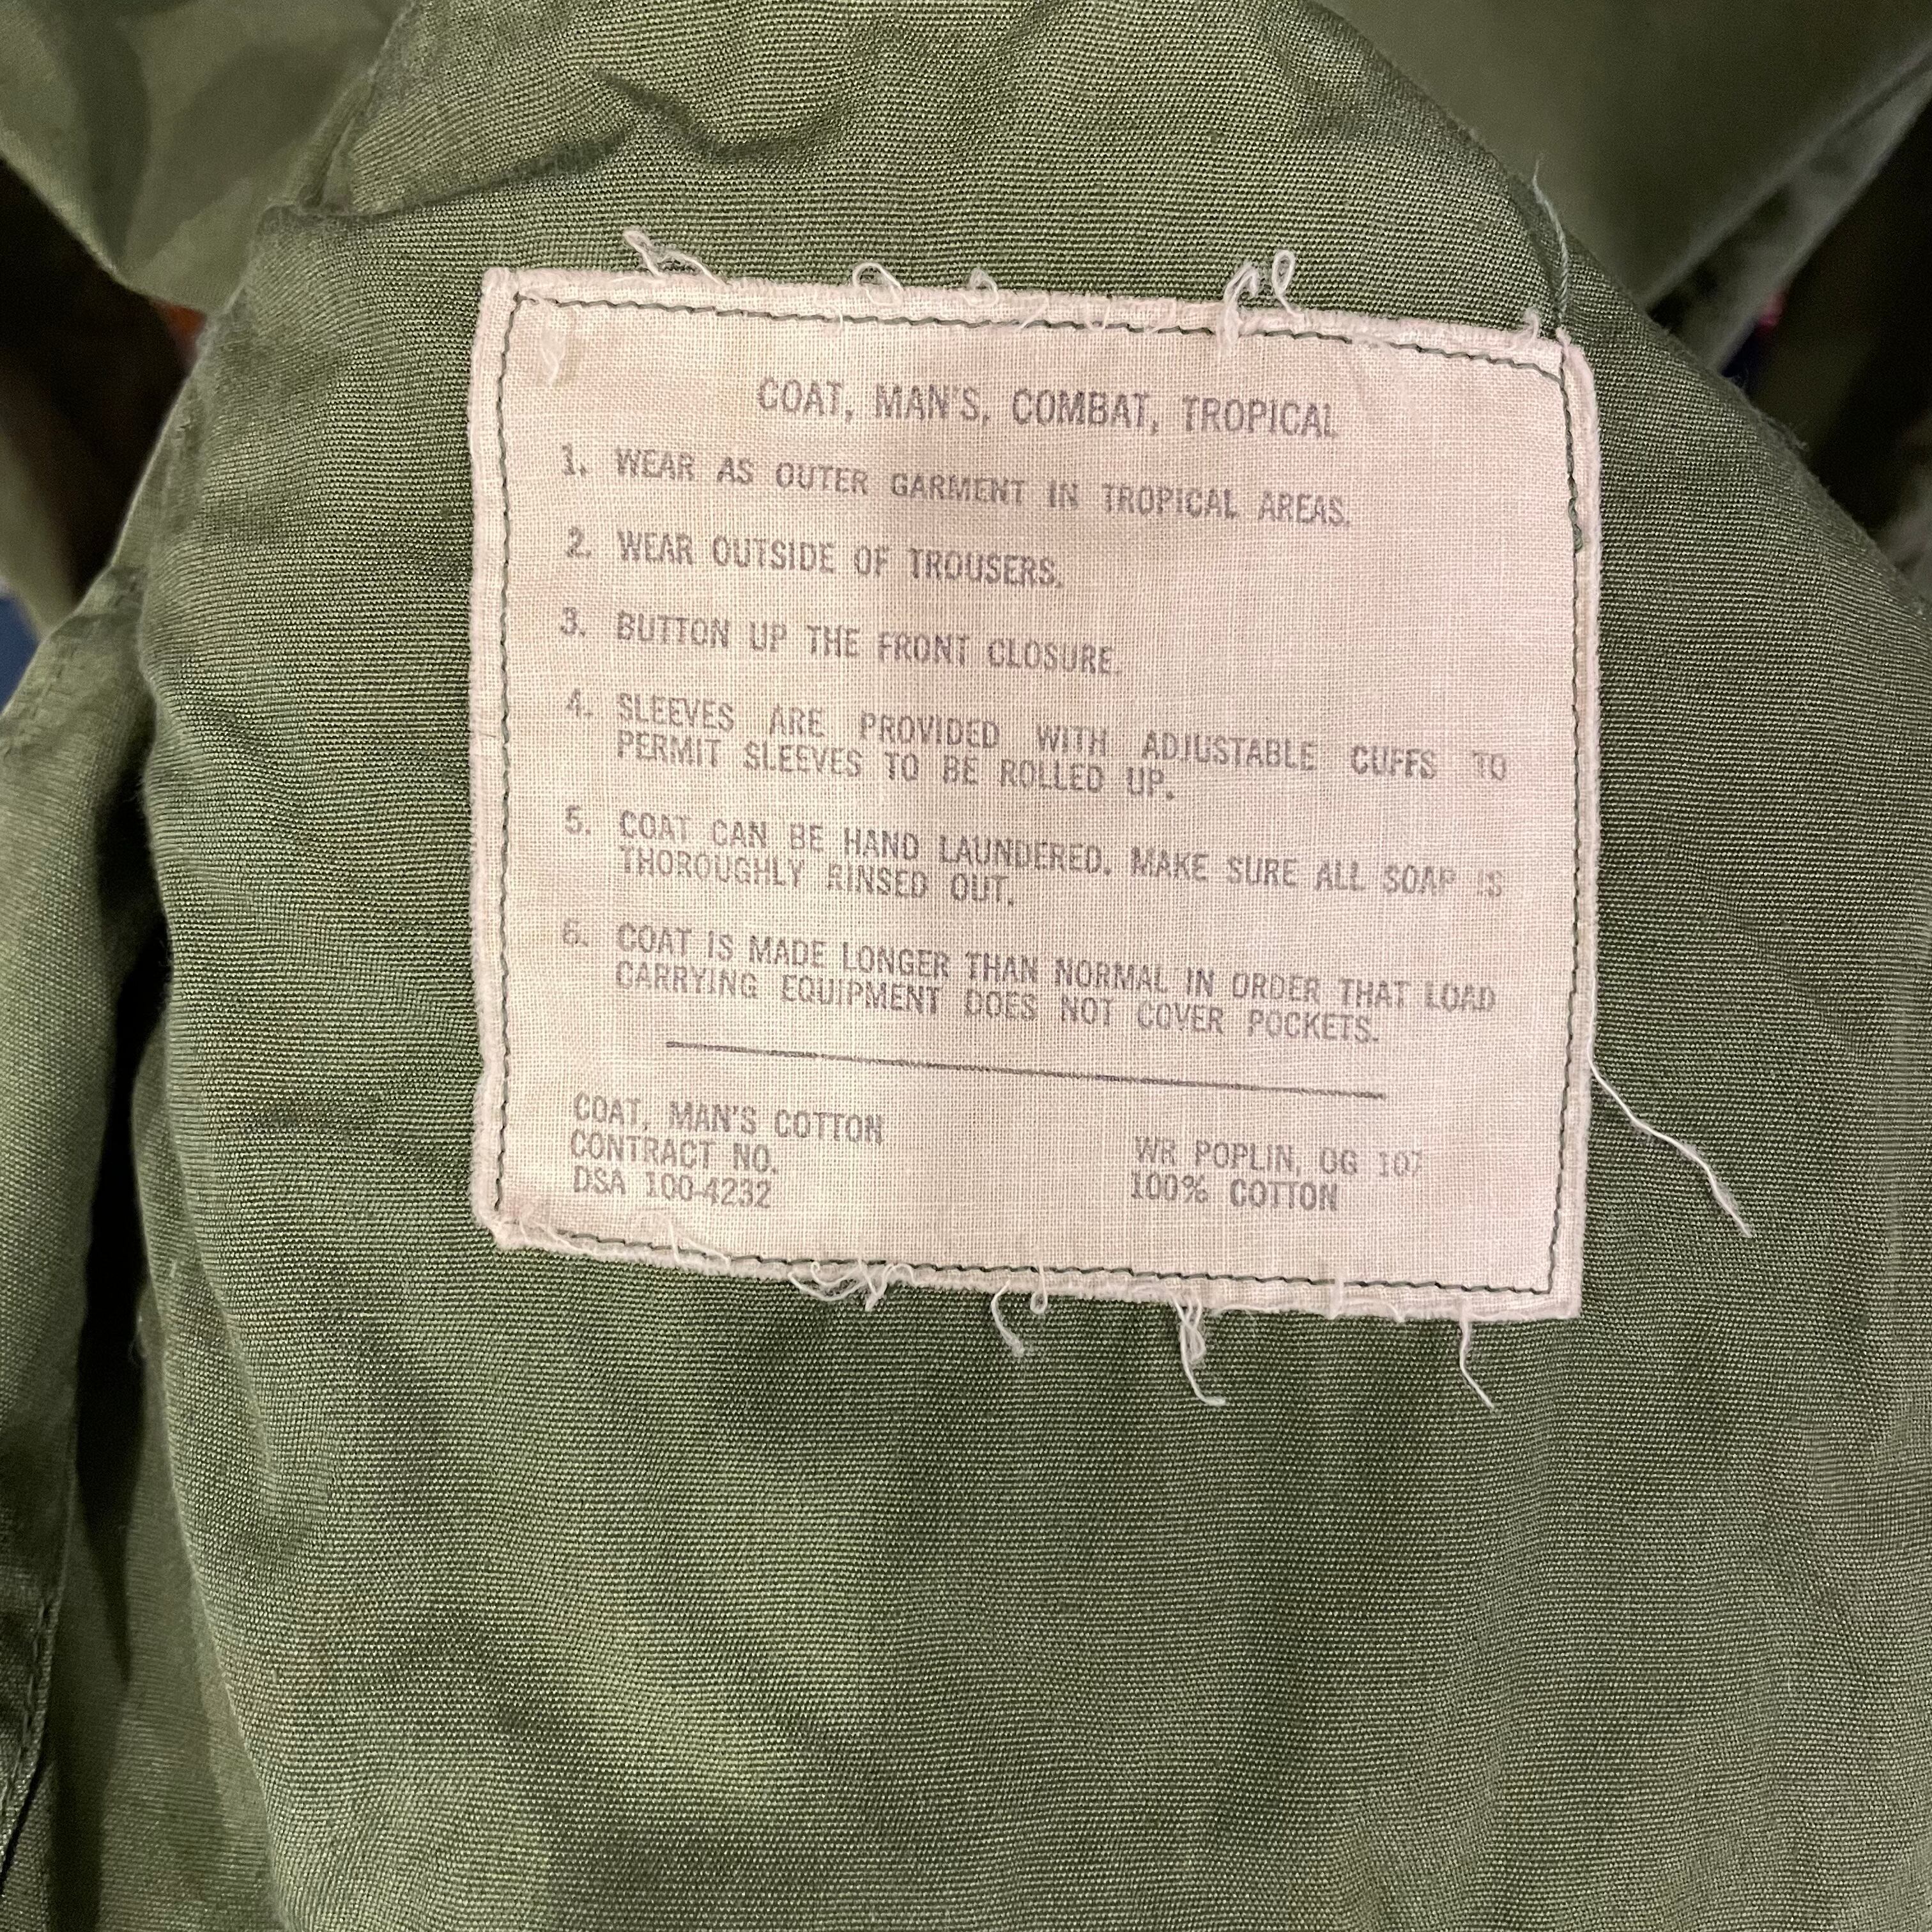 COAT, MAN'S, COMBAT, TROPICAL
1. WEAR AS OUTER GARMENT IN TROPICAL AREAS.
2. WEAR OUTSIDE OF TROUSERS.
3. BUTTON UP THE FRONT CLOSURE.
4. SLEEVES ARE PROVIDED WITH ADJUSTABLE CUFFS TO
PERMIT SLEEVES TO BE ROLLED UP.
5. COAT CAN BE HAND LAUNDERED. MAKE SURE ALL SOAP IS
THOROUGHLY RINSED OUT.
6. COAT IS MADE LONGER THAN NORMAL IN ORDER THAT LOAD
CARRYING EQUIPMENT DOES NOT COVER POCKETS.
COAT, MAN'S COTTON
CONTRACT NO.
DSA 100-4232
WR POPLIN, OG 107
100% COTTON